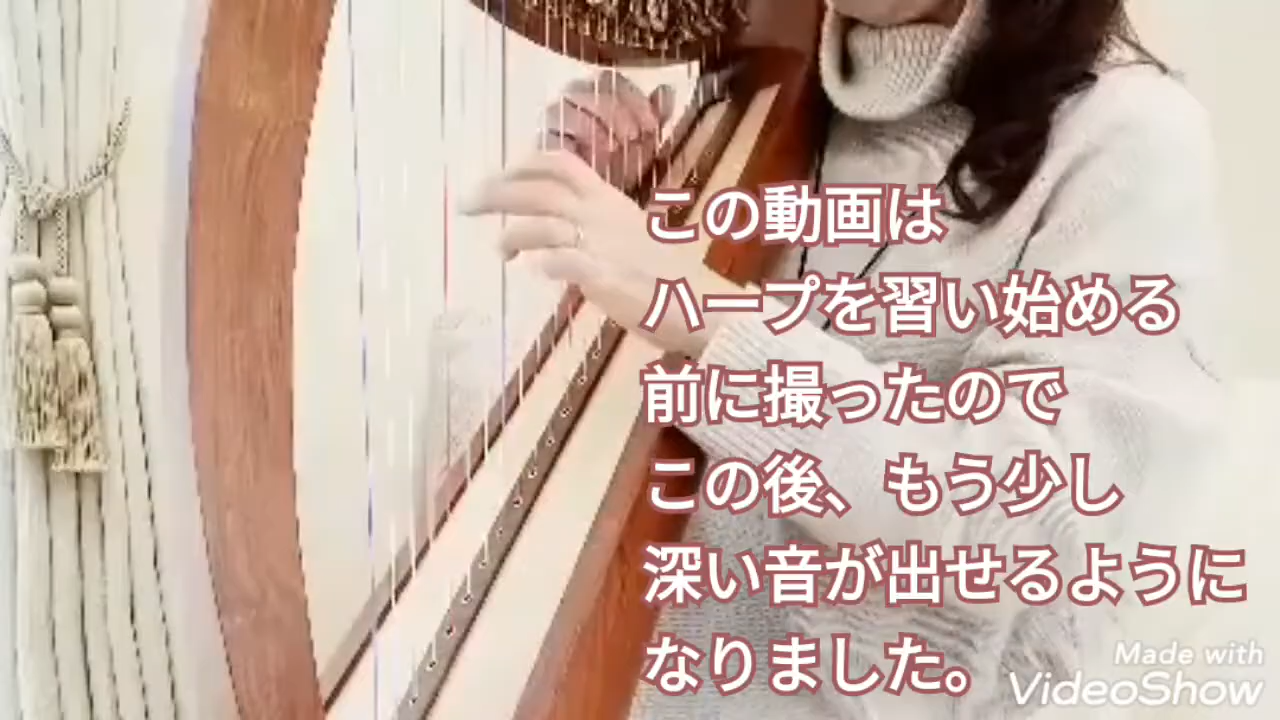 この動画は
ハープを習い始める
前に撮ったので
この後、もう少し
深い音が出せるように
なりました。
Made with
VideoShow